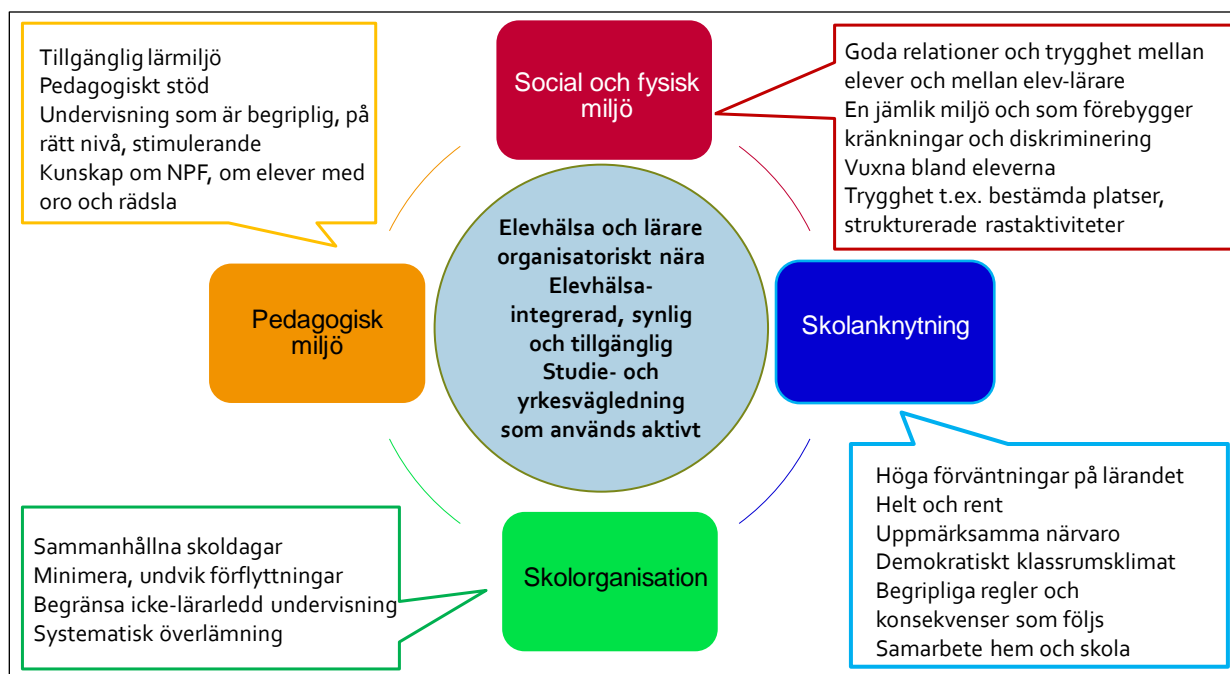 Tillgänglig lärmiljö
Pedagogiskt stöd
Undervisning som är begriplig, på
rätt nivå, stimulerande
Kunskap om NPF, om elever med
oro och rädsla
Social och fysisk
miljö
Goda relationer och trygghet mellan
elever och mellan elev-lärare
En jämlik miljö och som förebygger
kränkningar och diskriminering
Vuxna bland eleverna
Trygghet t.ex. bestämda platser,
strukturerade rastaktiviteter
Pedagogisk
miljö
Elevhälsa och lärare
organisatoriskt nära
Elevhälsa-
integrerad, synlig
och tillgänglig
Studie- och
yrkesvägledning
som används aktivt
Skolanknytning
Sammanhållna skoldagar
Minimera, undvik förflyttningar
Begränsa icke-lärarledd undervisning
Systematisk överlämning
Skolorganisation
Höga förväntningar på lärandet
Helt och rent
Uppmärksamma närvaro
Demokratiskt klassrumsklimat
Begripliga regler och
konsekvenser som följs
Samarbete hem och skola